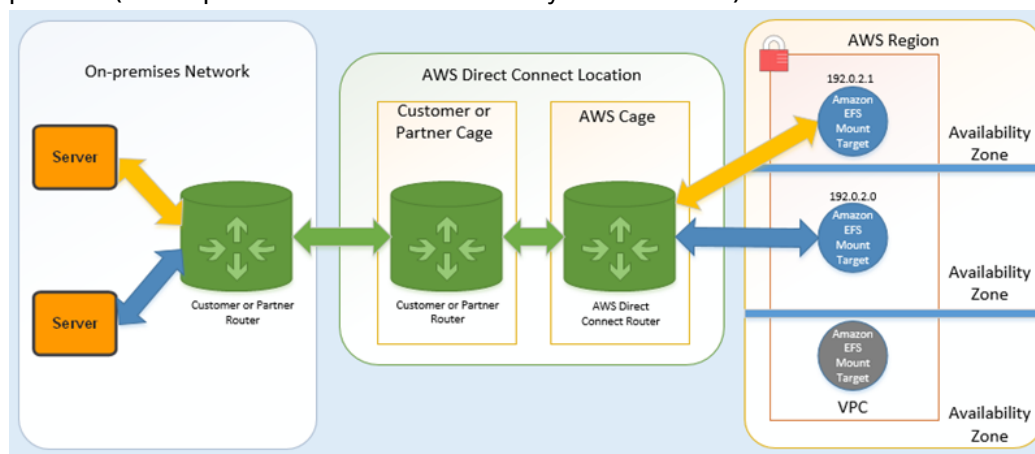 On-premises Network
Server
Server
Customer or Partner
Router
AWS Direct Connect Location
Customer or
Partner Cage
Customer or Partner
Router
AWS Cage
AWS Direct
Connect Router
AWS Region
192.0.2.1
Amazon
EFS
Mount
Target
Availability
Zone
192.0.2.0
Amazon
EFS
Mount
Target
Availability
Zone
Amazon
EFS
Mount
Target
VPC
Availability
Zone